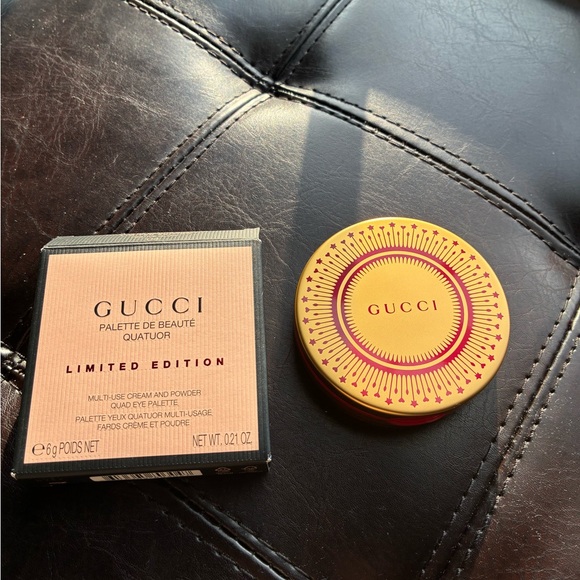 GUCCI
PALETTE DE BEAUTÉ
QUATUOR
LIMITED EDITION
MULTI-USE CREAM AND POWDER
QUAD EYE PALETTE
PALETTE YEUX QUATUOR MULTI-USAGE
FARDS CRÈME ET POUDRE
℮6g POIDS NET
NET WT. 0.21 OZ.
GUCCI